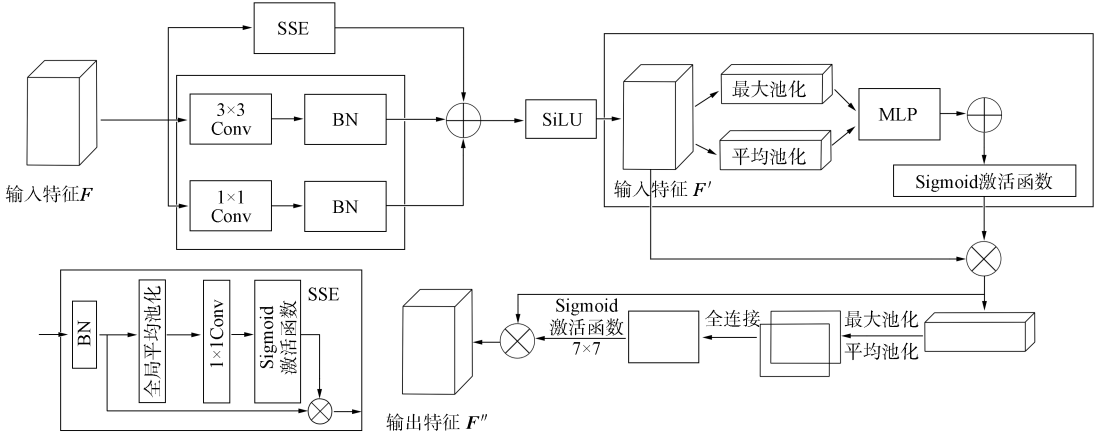 SSE
3×3
Conv
BN
1×1
Conv
BN
输入特征F
SiLU
输入特征 F′
最大池化
平均池化
MLP
Sigmoid激活函数
BN
全局平均池化
1×1Conv
Sigmoid
激活函数
SSE
输出特征 F″
Sigmoid
激活函数
7×7
全连接
最大池化
平均池化